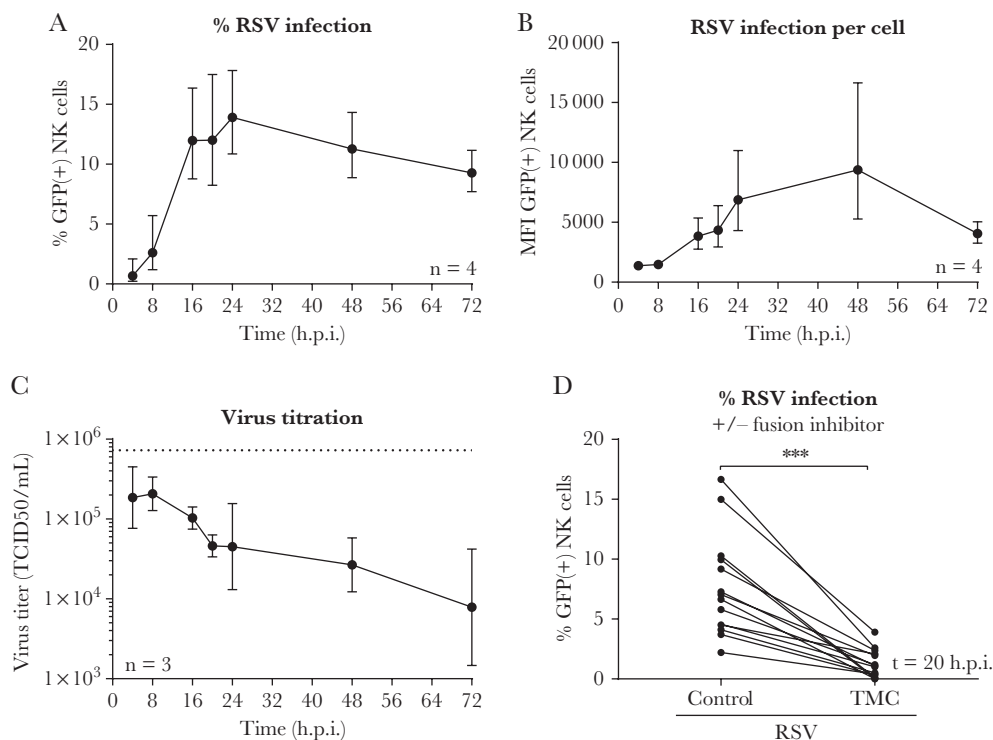 A
% RSV infection
% GFP(+) NK cells
20
15
10
5
0
0 8 16 24 32 40 48 56 64 72
n = 4
Time (h.p.i.)
B
RSV infection per cell
MFI GFP(+) NK cells
20 000
15 000
10 000
5000
0
0 8 16 24 32 40 48 56 64 72
n = 4
Time (h.p.i.)
C
Virus titration
Virus titer (TCID50/mL)
1×10⁶
1×10⁵
1×10⁴
1×10³
0 8 16 24 32 40 48 56 64 72
n = 3
Time (h.p.i.)
D
% RSV infection
+/– fusion inhibitor
***
% GFP(+) NK cells
20
15
10
5
0
t = 20 h.p.i.
Control TMC
RSV